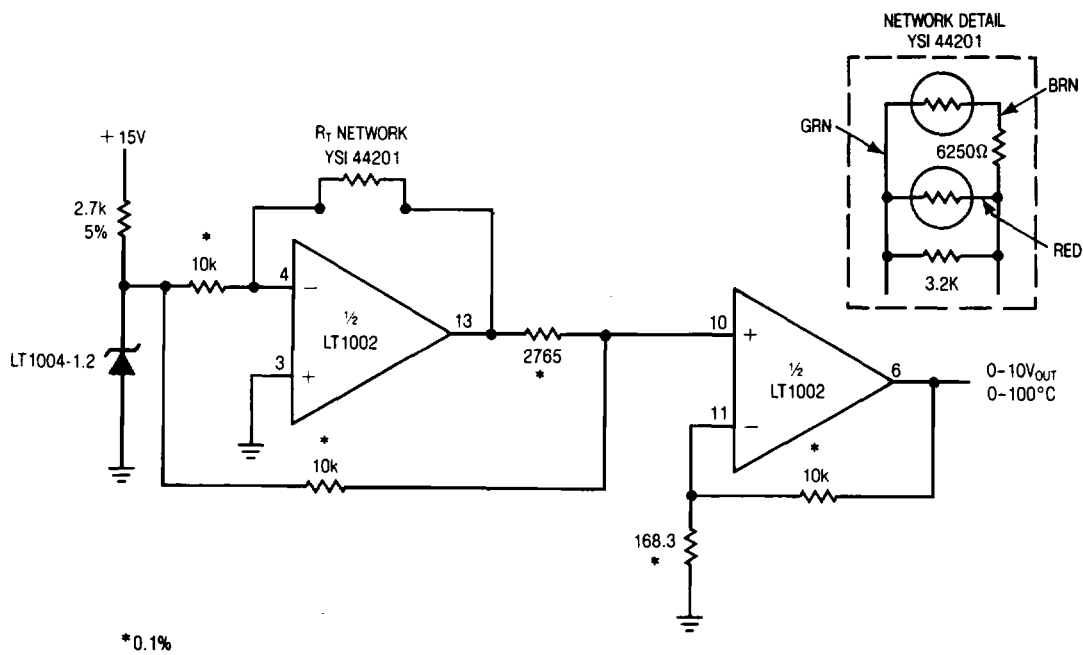 NETWORK DETAIL
YSI 44201
BRN
GRN
6250Ω
RED
3.2K
+15V
R_T NETWORK
YSI 44201
2.7k
5%
*
10k
4
−
½
LT1002
13
3
+
2765
*
LT1004-1.2
*
10k
10
+
½
LT1002
6
11
−
0–10V_OUT
0–100°C
*
10k
168.3
*
*0.1%